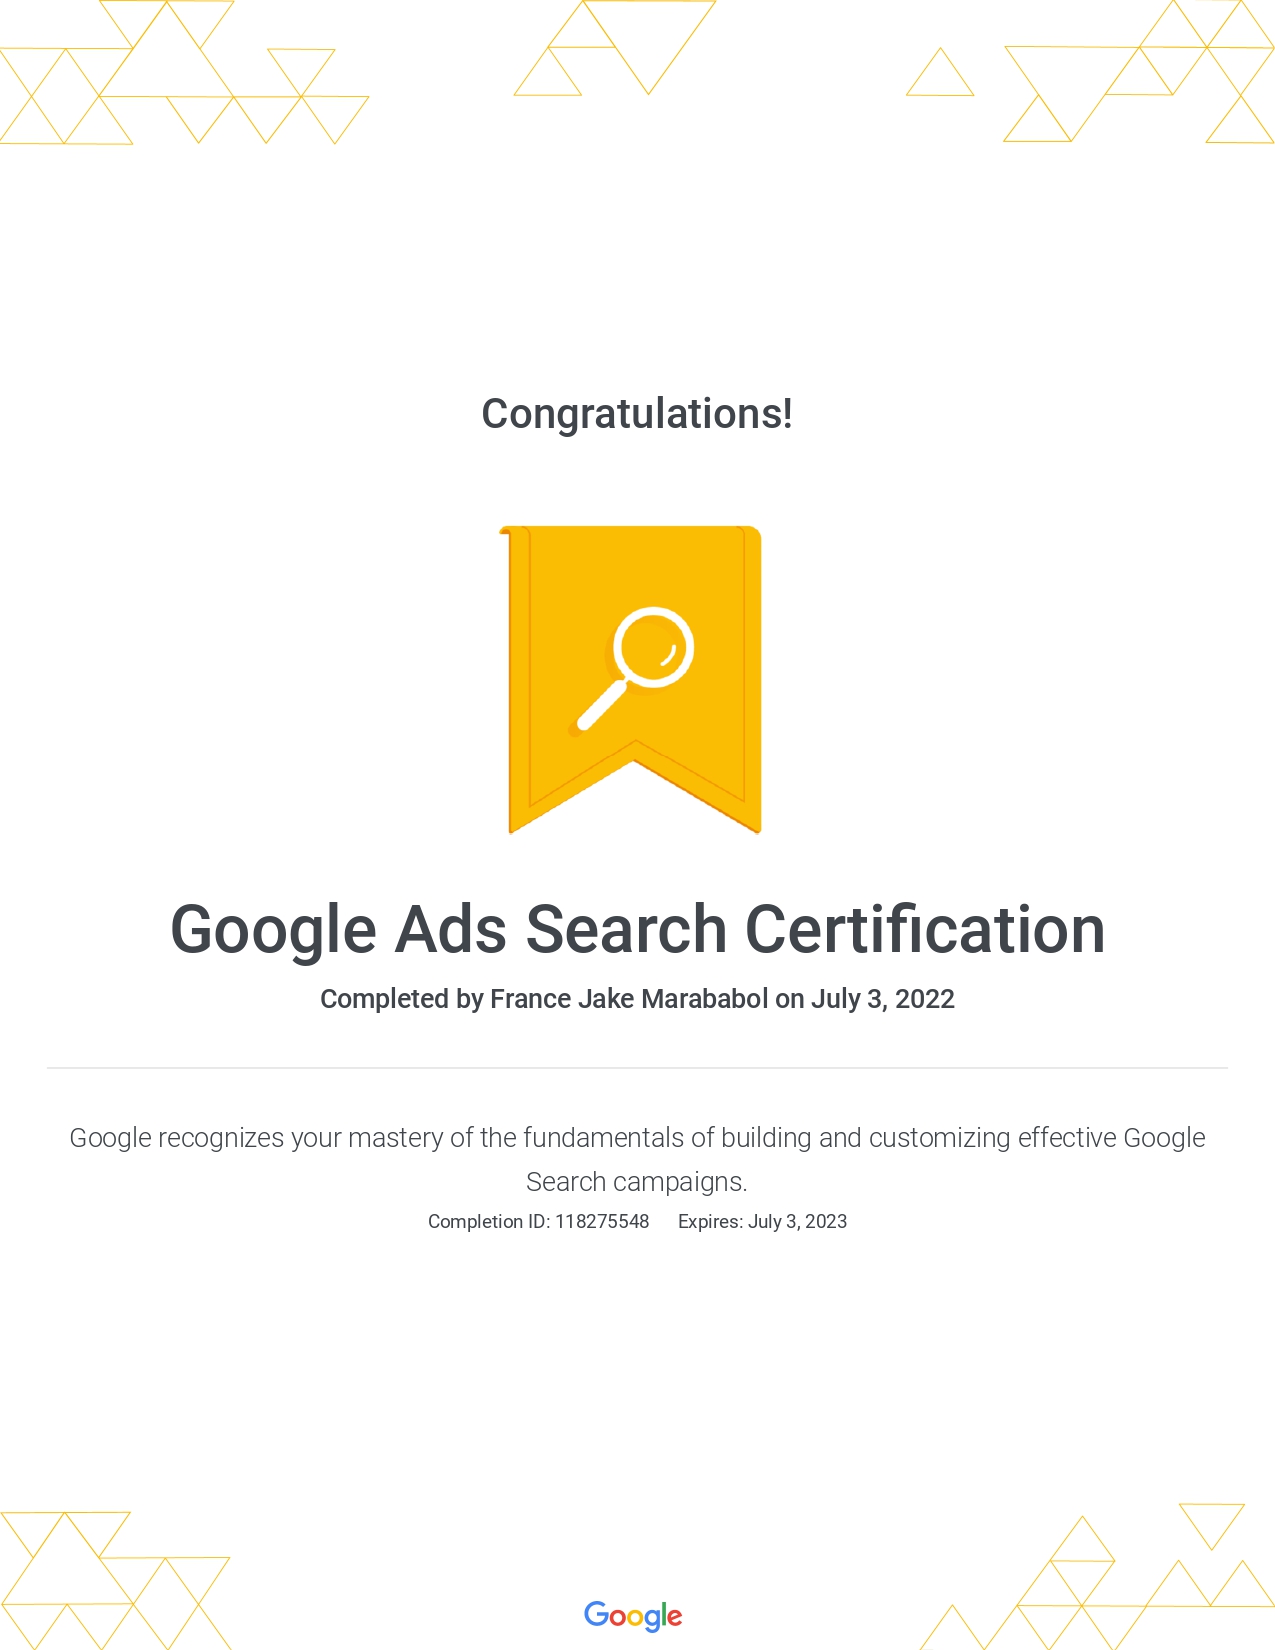 Congratulations!
Google Ads Search Certification
Completed by France Jake Marababol on July 3, 2022
Google recognizes your mastery of the fundamentals of building and customizing effective Google
Search campaigns.
Completion ID: 118275548 Expires: July 3, 2023
Google